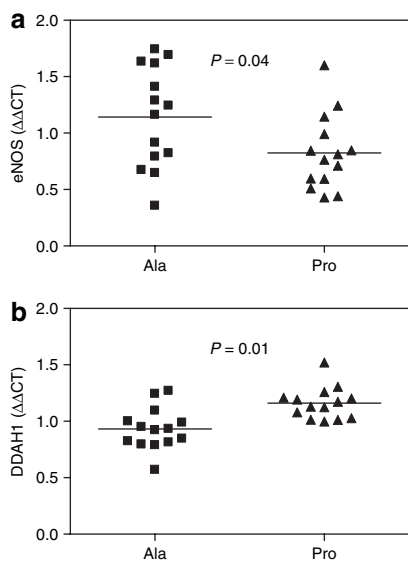 a
2.0
P = 0.04
1.5
eNOS (ΔΔCT)
1.0
0.5
0.0
Ala
Pro
b
2.0
P = 0.01
1.5
DDAH1 (ΔΔCT)
1.0
0.5
0.0
Ala
Pro